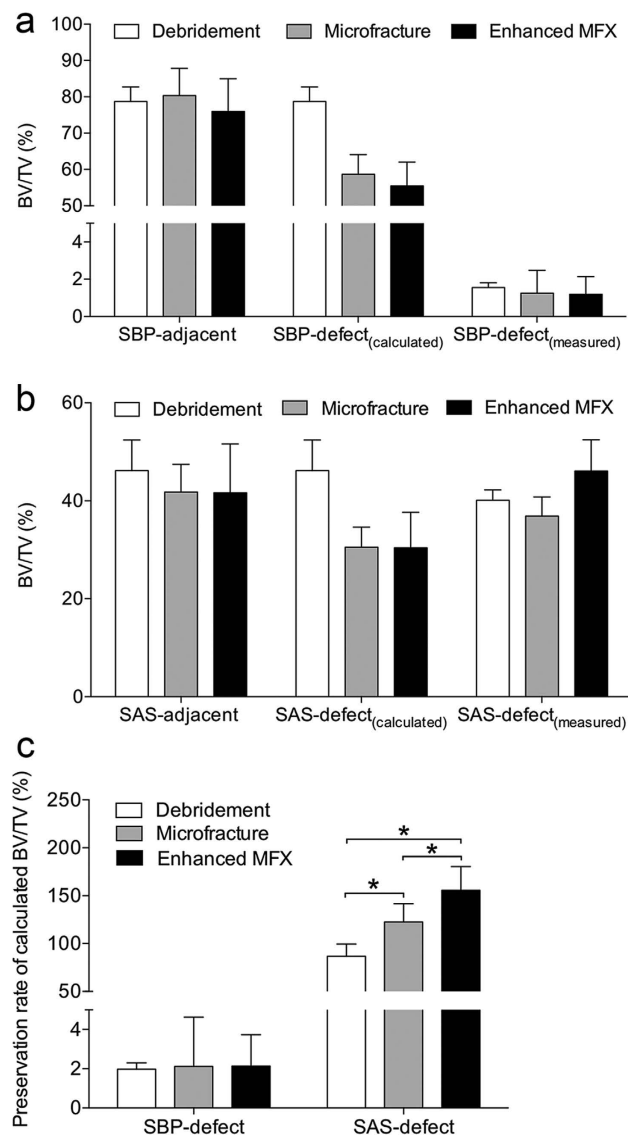 a
Debridement Microfracture Enhanced MFX
BV/TV (%)
100
90
80
70
60
50
4
2
0
SBP-adjacent SBP-defect(calculated) SBP-defect(measured)
b
Debridement Microfracture Enhanced MFX
BV/TV (%)
60
40
20
0
SAS-adjacent SAS-defect(calculated) SAS-defect(measured)
c
Preservation rate of calculated BV/TV (%)
250
200
150
100
50
4
2
0
Debridement
Microfracture
Enhanced MFX
*
*
*
SBP-defect SAS-defect